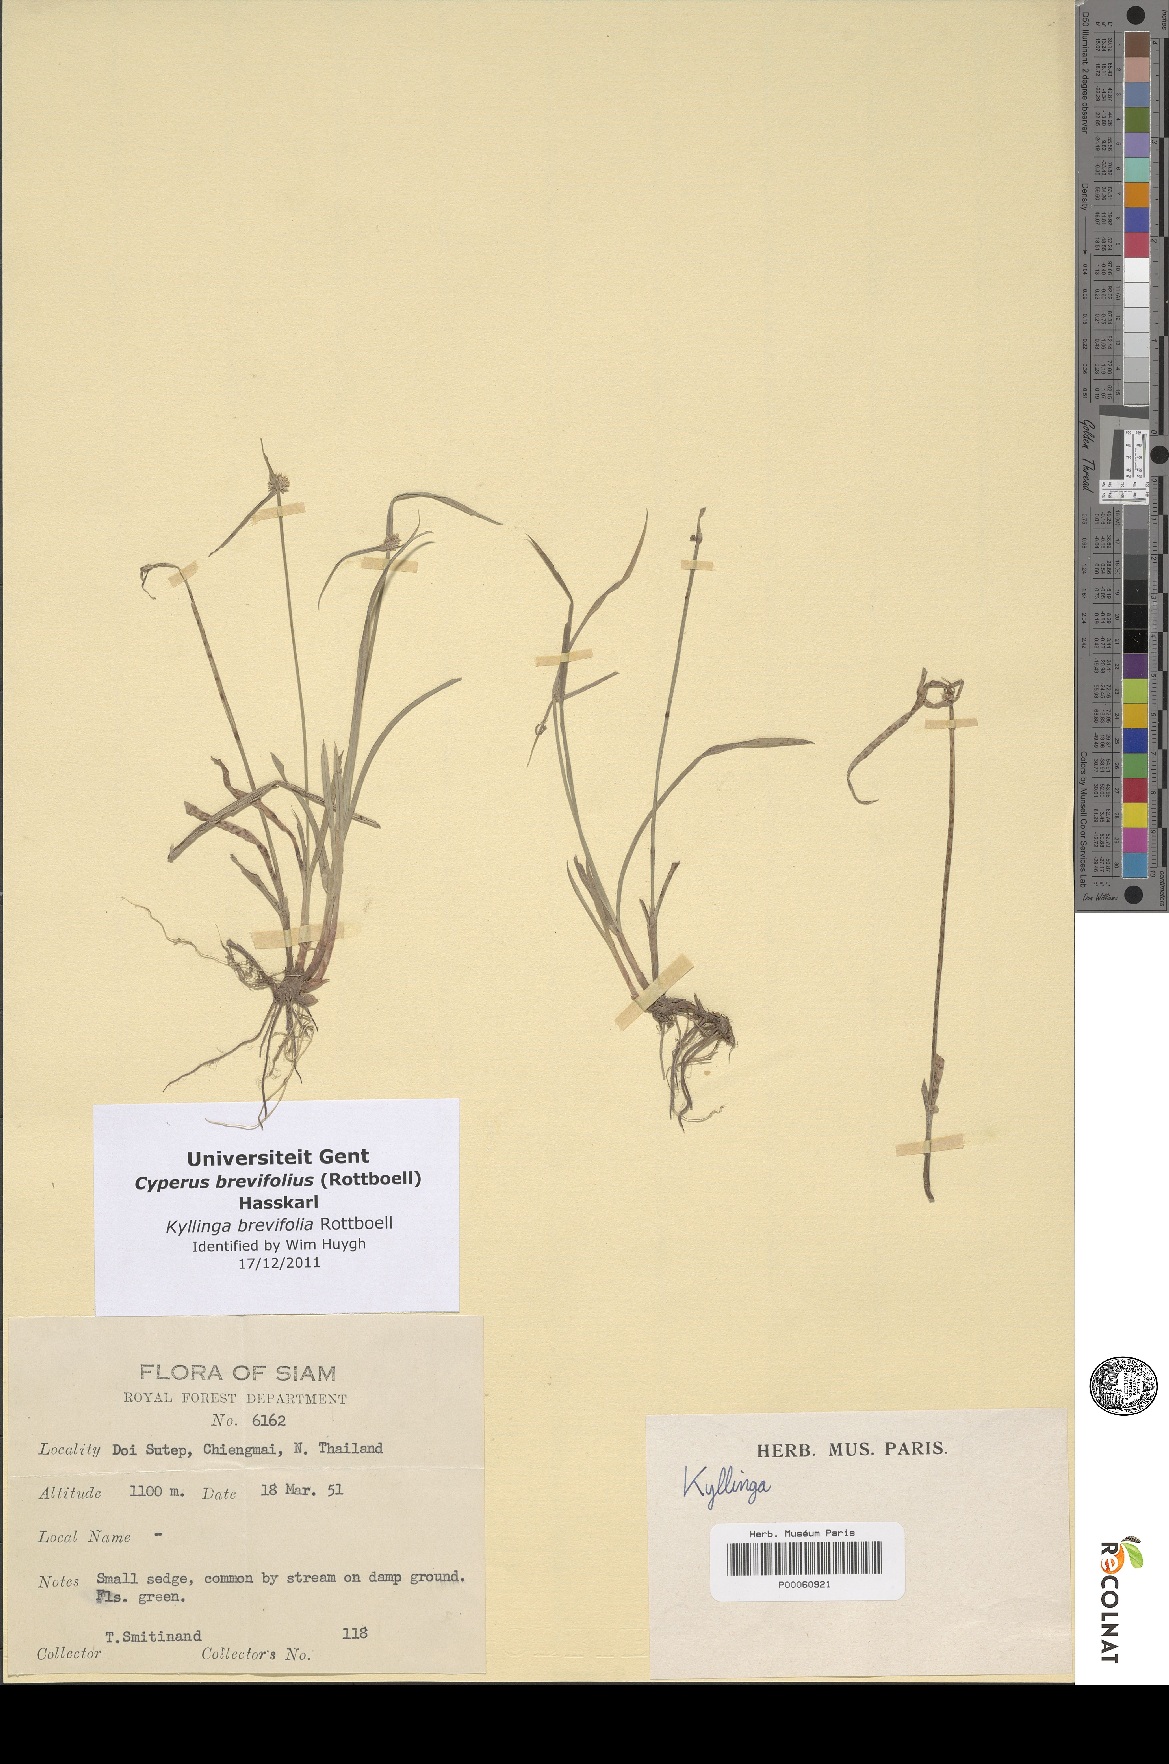 Universiteit Gent
Cyperus brevifolius (Rottboell)
Hasskarl
Kyllinga brevifolia Rottboell
Identified by Wim Huygh
17/12/2011
FLORA OF SIAM
ROYAL FOREST DEPARTMENT
No. 6162
Locality Doi Sutep, Chiengmai, N. Thailand
Altitude 1100 m. Date 18 Mar. 51
Local Name -
Notes Small sedge, common by stream on damp ground.
Fls. green.
T.Smitinand 118
Collector Collector's No.
HERB. MUS. PARIS.
Kyllinga
Herb. Muséum Paris
P00060921
D50 Illuminant, 2 degree observer
Density
Golden Thread
Colors by Munsell Color Services Lab
RECOLNAT